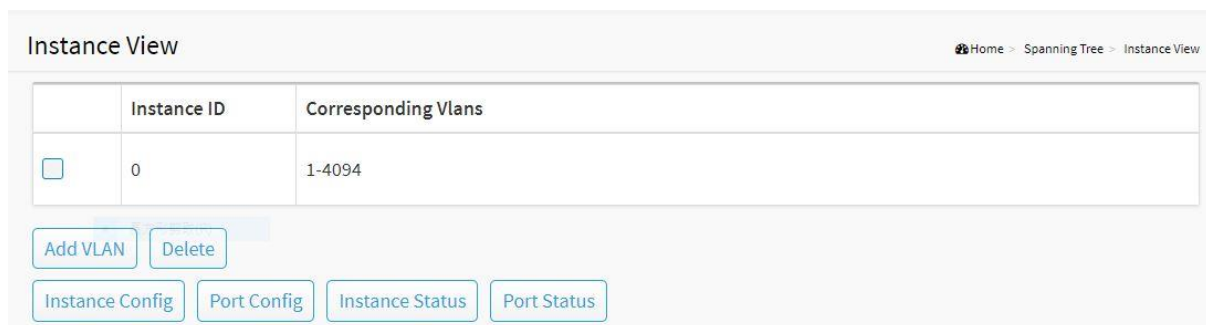 Instance View
Home > Spanning Tree > Instance View
Instance ID Corresponding Vlans
0 1-4094
Add VLAN Delete
Instance Config Port Config Instance Status Port Status